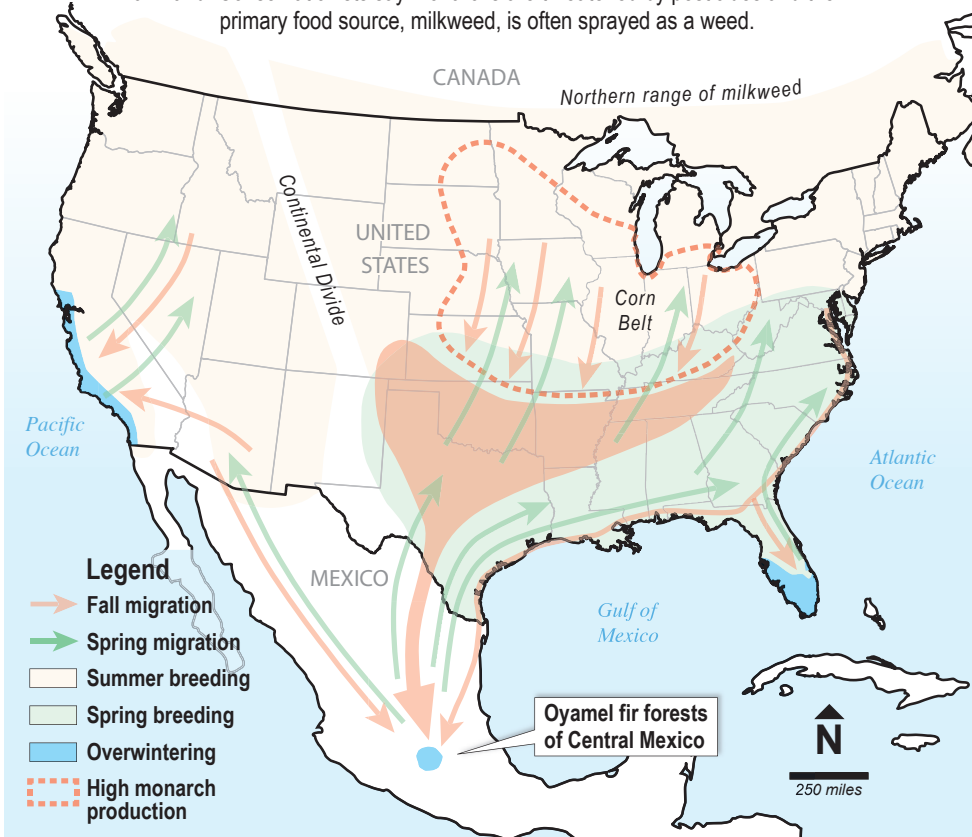 primary food source, milkweed, is often sprayed as a weed.
CANADA
Northern range of milkweed
Continental Divide
UNITED
STATES
Corn
Belt
Pacific
Ocean
Atlantic
Ocean
MEXICO
Gulf of
Mexico
Legend
Fall migration
Spring migration
Summer breeding
Spring breeding
Overwintering
High monarch
production
Oyamel fir forests
of Central Mexico
N
250 miles